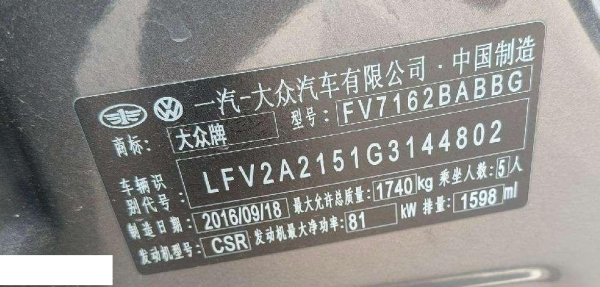 一汽-大众汽车有限公司·中国制造
商标: 大众牌 型号: FV7162BABBG
车辆识别代号: LFV2A2151G3144802
制造日期: 2016/09/18 最大允许总质量: 1740kg 乘坐人数: 5人
发动机型号: CSR 发动机最大净功率: 81 kW 排量: 1598 ml